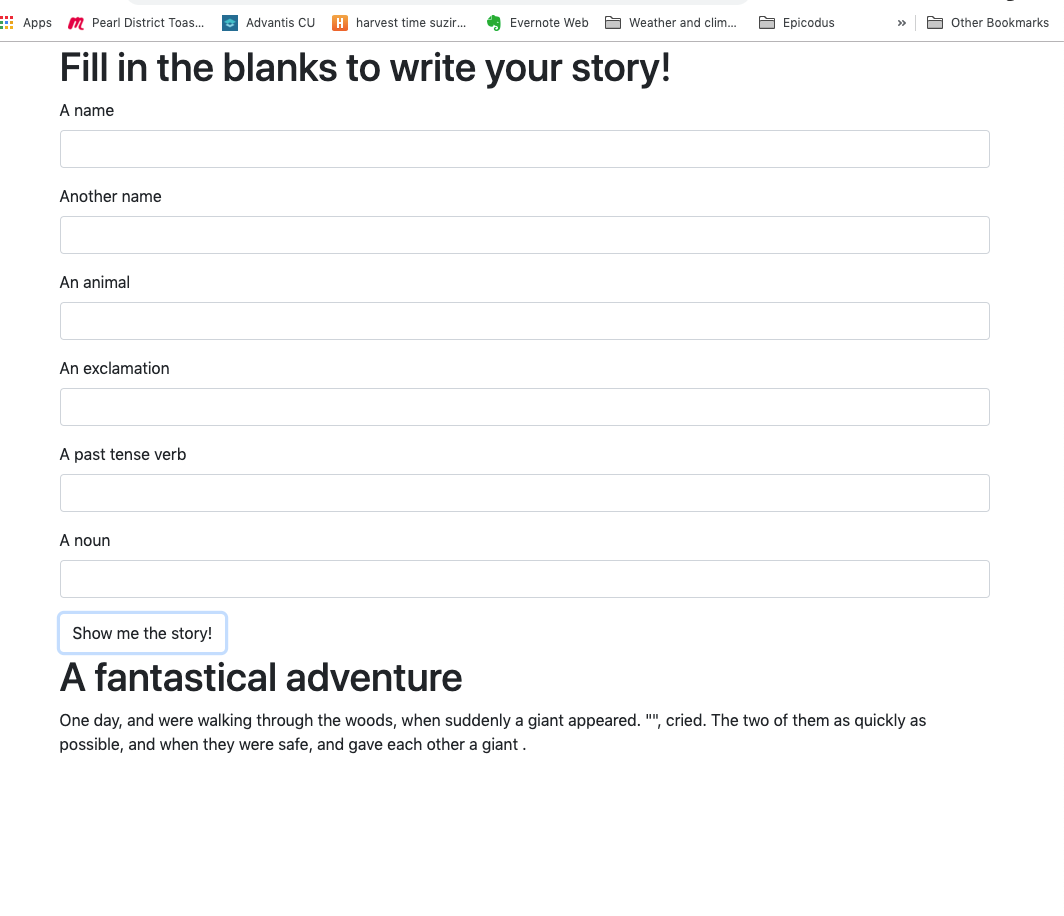 Apps Pearl District Toas... Advantis CU H harvest time suzir... Evernote Web Weather and clim... Epicodus » Other Bookmarks
Fill in the blanks to write your story!
A name
Another name
An animal
An exclamation
A past tense verb
A noun
Show me the story!
A fantastical adventure
One day, and were walking through the woods, when suddenly a giant appeared. "", cried. The two of them as quickly as
possible, and when they were safe, and gave each other a giant .